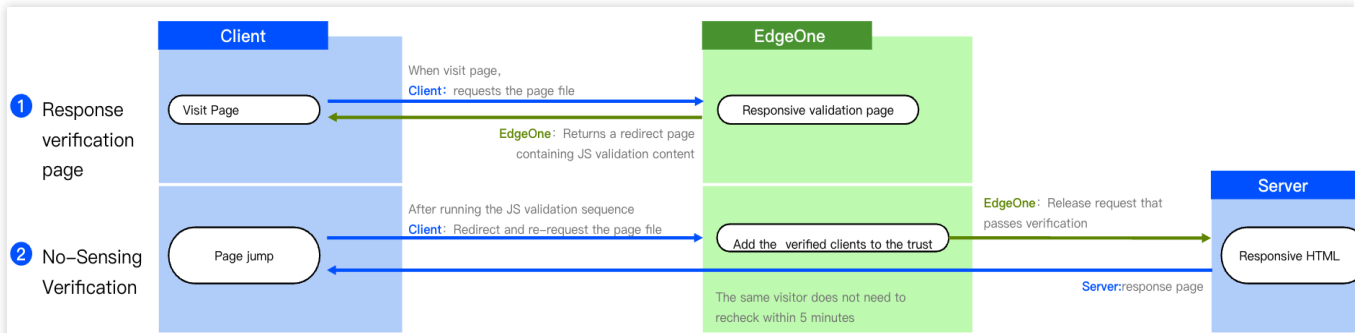 Client
EdgeOne
1
Response
verification
page
Visit Page
When visit page,
Client: requests the page file
EdgeOne: Returns a redirect page
containing JS validation content
Responsive validation page
Server
2
No-Sensing
Verification
Page jump
After running the JS validation sequence
Client: Redirect and re-request the page file
Add the verified clients to the trust
The same visitor does not need to
recheck within 5 minutes
EdgeOne: Release request that
passes verification
Responsive HTML
Server:response page